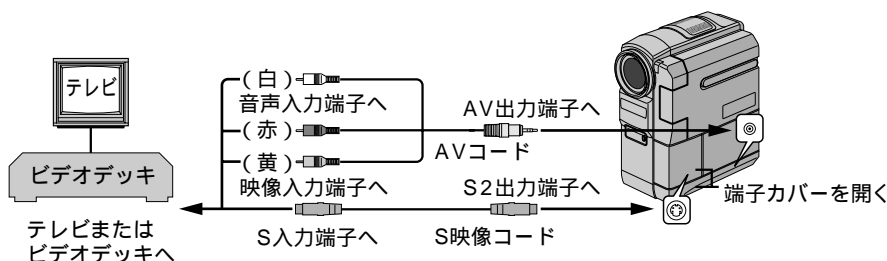 テレビ
ビデオデッキ
テレビまたは
ビデオデッキへ
(白)
音声入力端子へ
(赤)
(黄)
映像入力端子へ
S入力端子へ
AV出力端子へ
AVコード
S2出力端子へ
S映像コード
端子カバーを開く